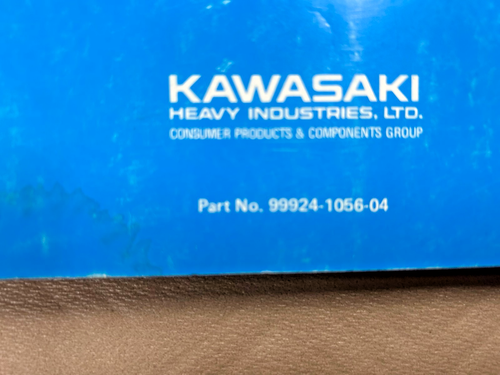 KAWASAKI
HEAVY INDUSTRIES, LTD.
CONSUMER PRODUCTS & COMPONENTS GROUP
Part No. 99924-1056-04